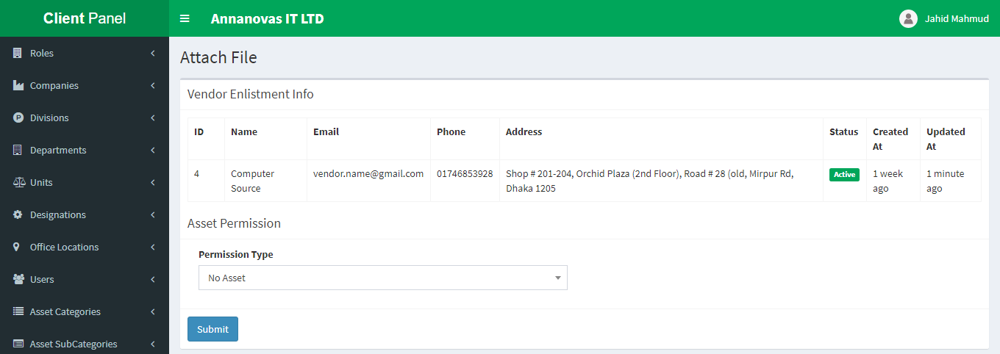 Client Panel
Annanovas IT LTD
Jahid Mahmud
Roles
Companies
Divisions
Departments
Units
Designations
Office Locations
Users
Asset Categories
Asset SubCategories
Attach File
Vendor Enlistment Info
ID Name Email Phone Address Status Created At Updated At
4 Computer Source vendor.name@gmail.com 01746853928 Shop # 201-204, Orchid Plaza (2nd Floor), Road # 28 (old, Mirpur Rd, Dhaka 1205 Active 1 week ago 1 minute ago
Asset Permission
Permission Type
No Asset
Submit